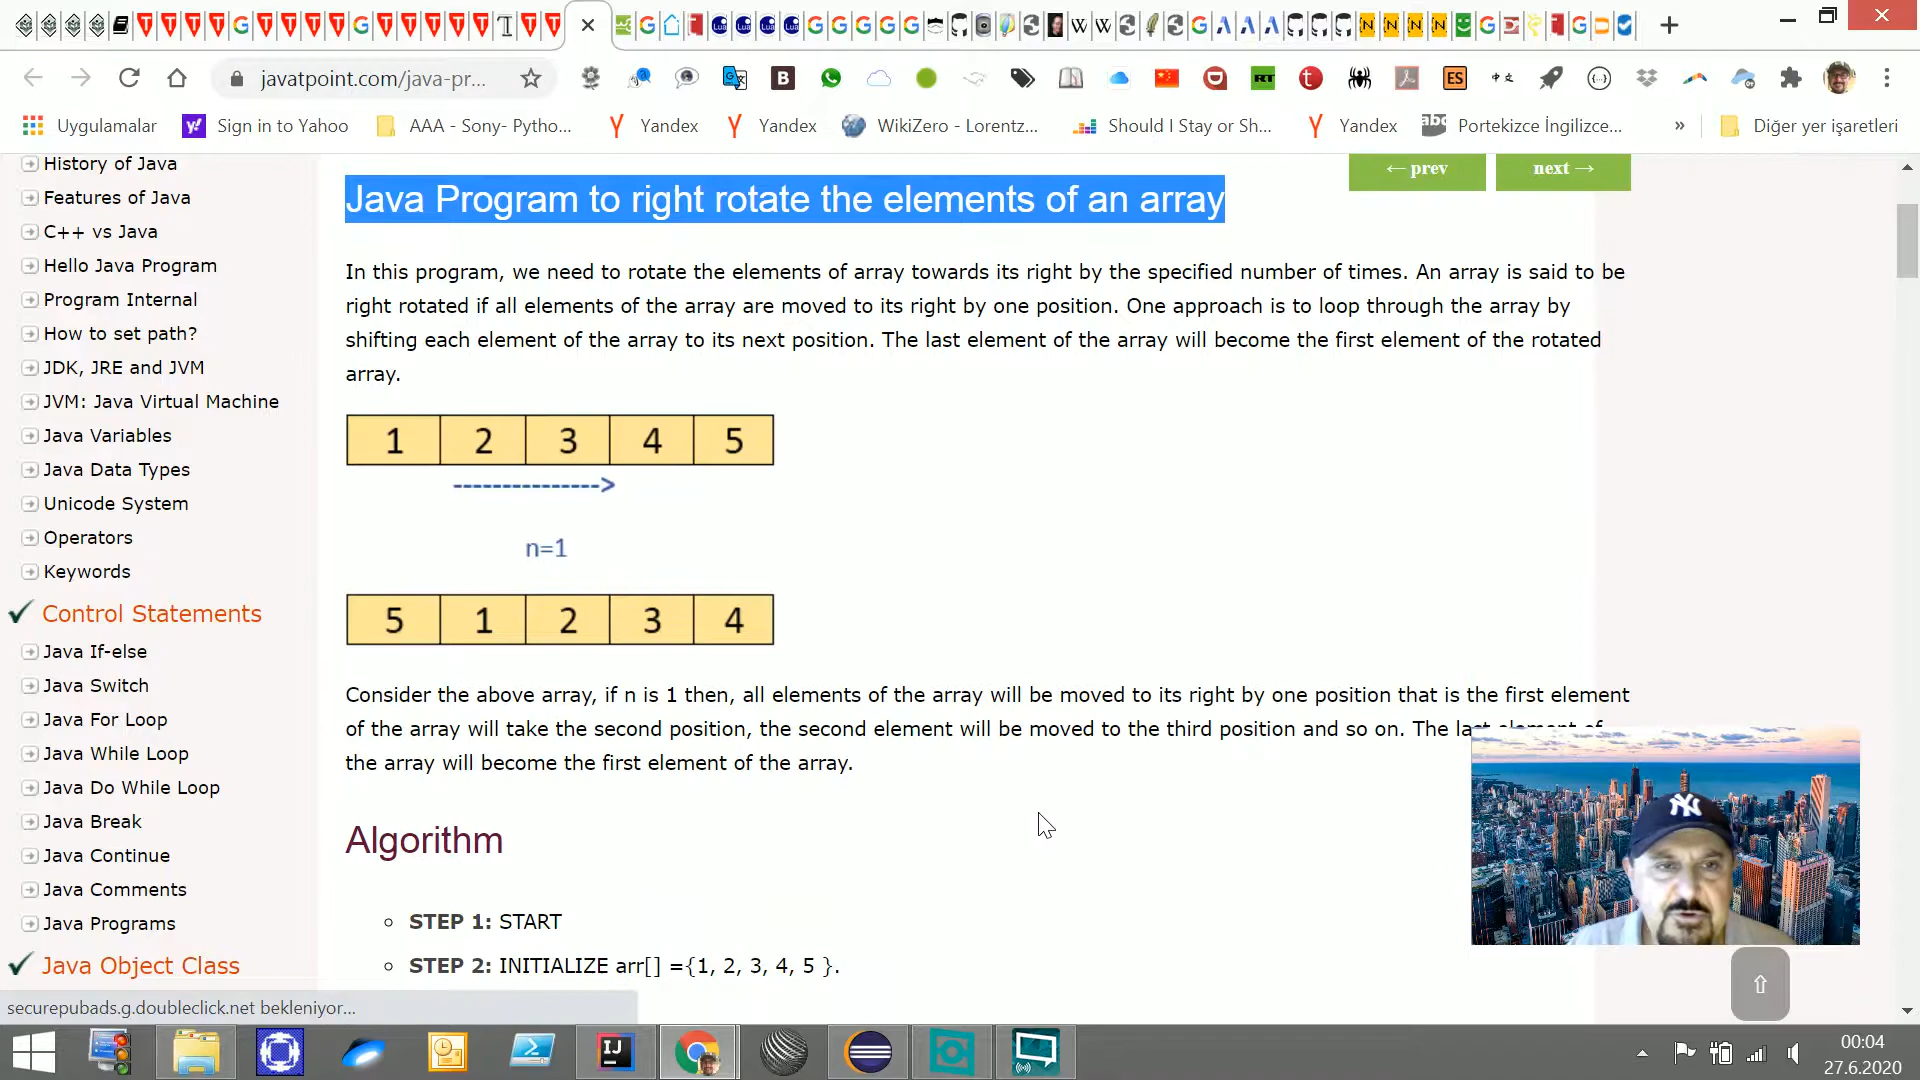 javatpoint.com/java-pr...
B
RT
t
ES
Uygulamalar
Sign in to Yahoo
AAA - Sony- Pytho...
Yandex
Yandex
WikiZero - Lorentz...
Should I Stay or Sh...
Yandex
abc
Portekizce İngilizce...
»
Diğer yer işaretleri
History of Java
Features of Java
C++ vs Java
Hello Java Program
Program Internal
How to set path?
JDK, JRE and JVM
JVM: Java Virtual Machine
Java Variables
Java Data Types
Unicode System
Operators
Keywords
Control Statements
Java If-else
Java Switch
Java For Loop
Java While Loop
Java Do While Loop
Java Break
Java Continue
Java Comments
Java Programs
Java Object Class
← prev
next →
Java Program to right rotate the elements of an array
In this program, we need to rotate the elements of array towards its right by the specified number of times. An array is said to be
right rotated if all elements of the array are moved to its right by one position. One approach is to loop through the array by
shifting each element of the array to its next position. The last element of the array will become the first element of the rotated
array.
1 2 3 4 5
--------------->
n=1
5 1 2 3 4
Consider the above array, if n is 1 then, all elements of the array will be moved to its right by one position that is the first element
of the array will take the second position, the second element will be moved to the third position and so on. The last element of
the array will become the first element of the array.
Algorithm
STEP 1: START
STEP 2: INITIALIZE arr[] ={1, 2, 3, 4, 5 }.
NY
securepubads.g.doubleclick.net bekleniyor...
IJ
00:04
27.6.2020